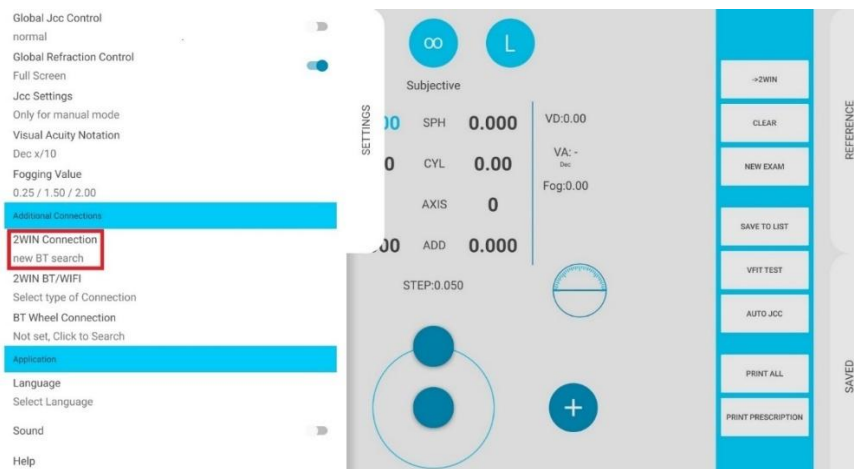 Global Jcc Control
normal
Global Refraction Control
Full Screen
Jcc Settings
Only for manual mode
Visual Acuity Notation
Dec x/10
Fogging Value
0.25 / 1.50 / 2.00
Additional Connections
2WIN Connection
new BT search
2WIN BT/WIFI
Select type of Connection
BT Wheel Connection
Not set, Click to Search
Application
Language
Select Language
Sound
Help
SETTINGS
∞ L
Subjective
00 SPH 0.000
0 CYL 0.00
AXIS 0
00 ADD 0.000
VD:0.00
VA: -
Dec
Fog:0.00
STEP:0.050
+
->2WIN
CLEAR
NEW EXAM
SAVE TO LIST
VFIT TEST
AUTO JCC
PRINT ALL
PRINT PRESCRIPTION
REFERENCE
SAVED